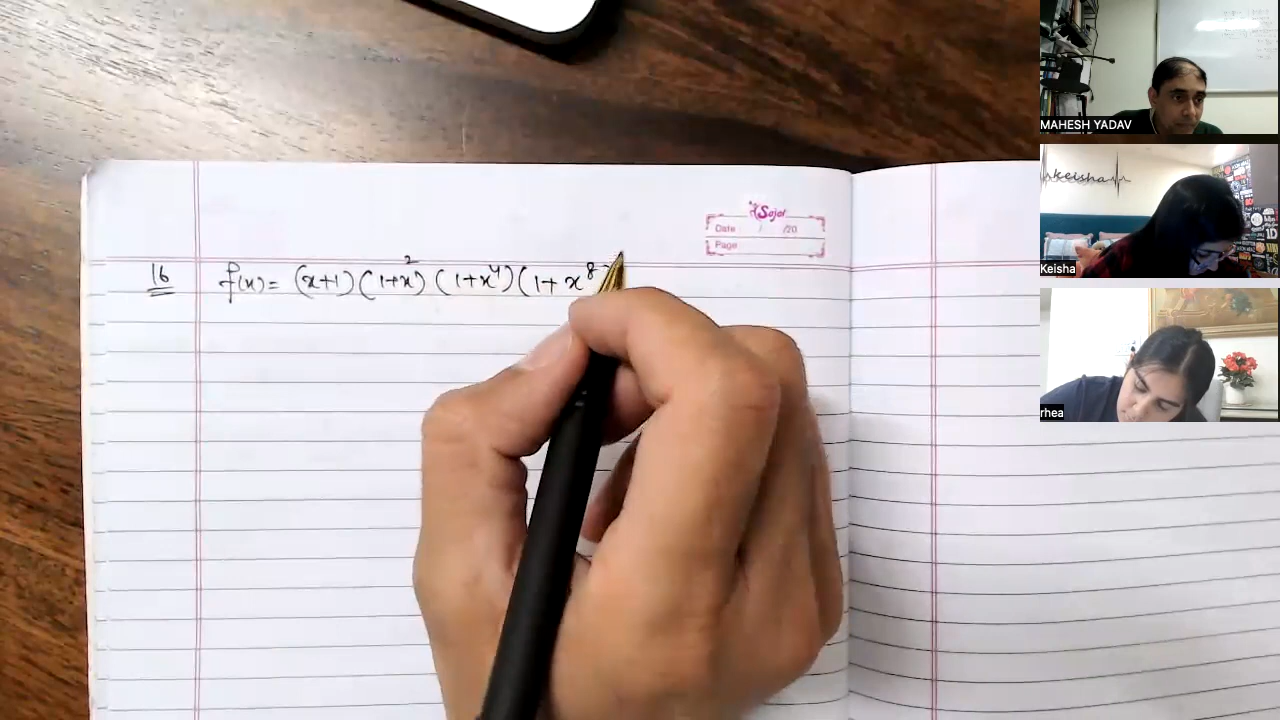 MAHESH YADAV
keisha
Keisha
rhea
Sajal
Date / /20
Page
16 f(x) = (x+1) (1+x²) (1+x⁴) (1+x⁸